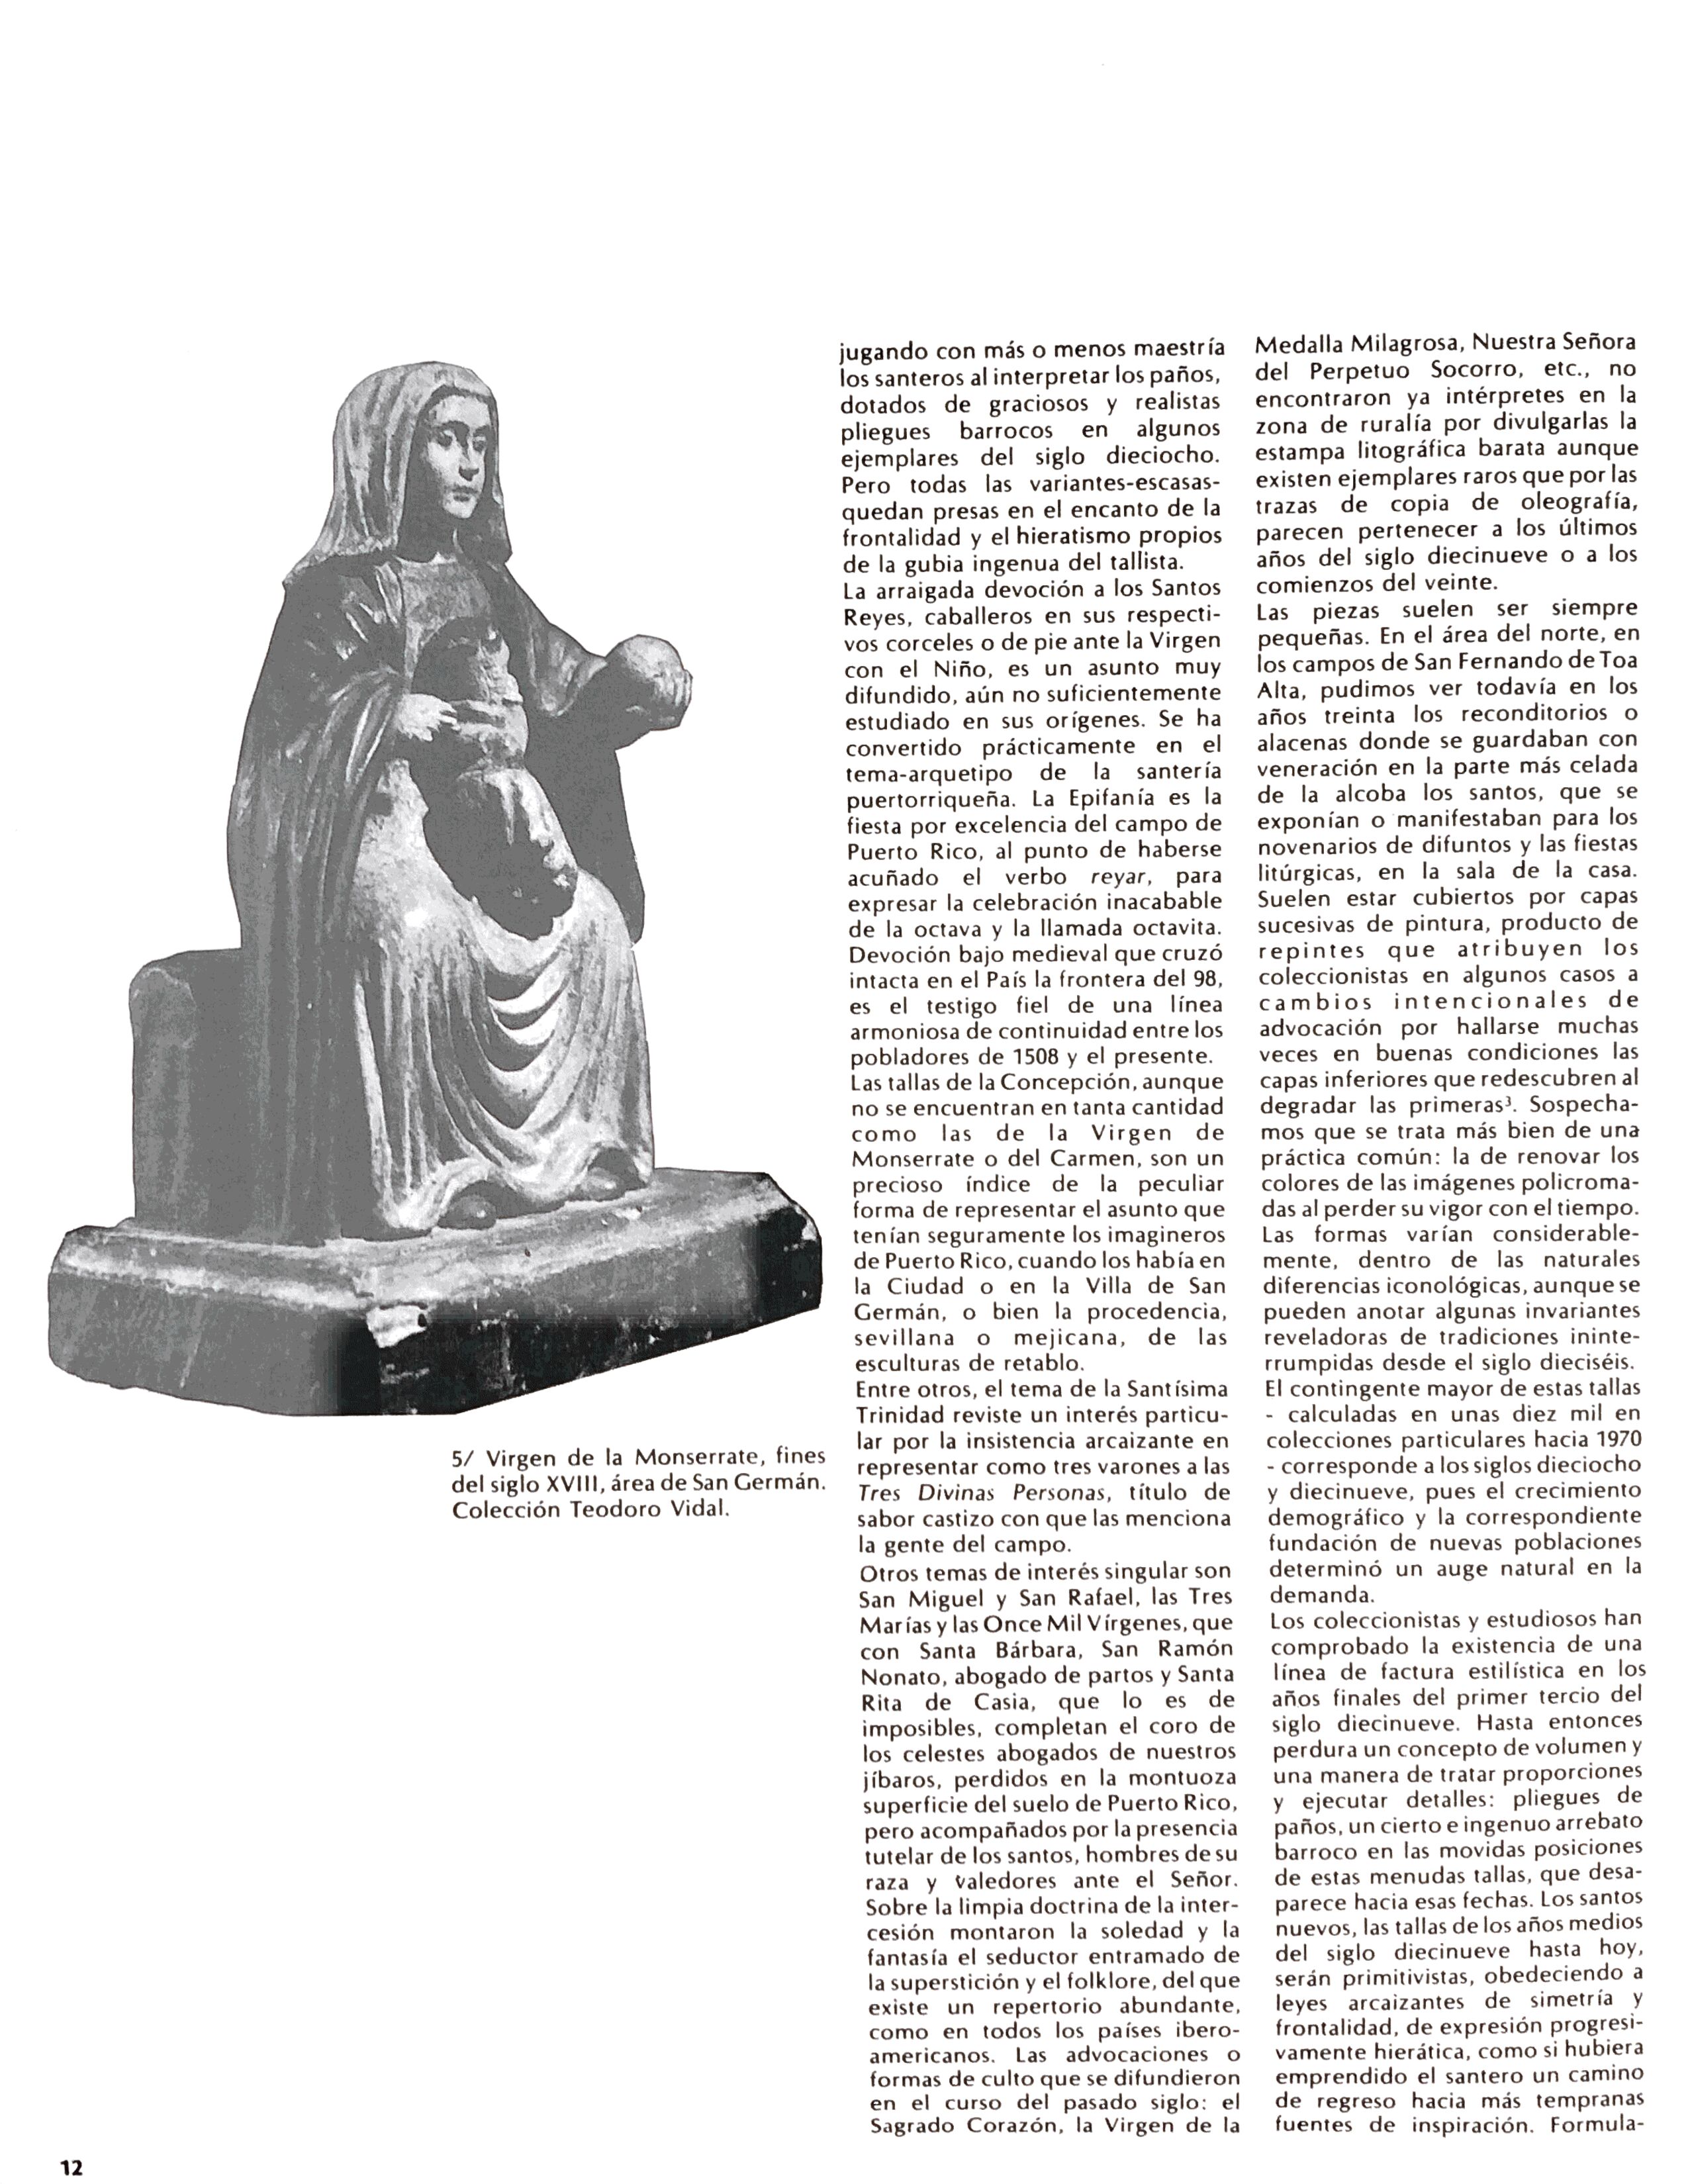 jugando con más o menos maestría
los santeros al interpretar los paños,
dotados de graciosos y realistas
pliegues barrocos en algunos
ejemplares del siglo dieciocho.
Pero todas las variantes-escasas-
quedan presas en el encanto de la
frontalidad y el hieratismo propios
de la gubia ingenua del tallista.
La arraigada devoción a los Santos
Reyes, caballeros en sus respecti-
vos corceles o de pie ante la Virgen
con el Niño, es un asunto muy
difundido, aún no suficientemente
estudiado en sus orígenes. Se ha
convertido prácticamente en el
tema-arquetipo de la santería
puertorriqueña. La Epifanía es la
fiesta por excelencia del campo de
Puerto Rico, al punto de haberse
acuñado el verbo reyar, para
expresar la celebración inacabable
de la octava y la llamada octavita.
Devoción bajo medieval que cruzó
intacta en el País la frontera del 98,
es el testigo fiel de una línea
armoniosa de continuidad entre los
pobladores de 1508 y el presente.
Las tallas de la Concepción, aunque
no se encuentran en tanta cantidad
como las de la Virgen de
Monserrate o del Carmen, son un
precioso índice de la peculiar
forma de representar el asunto que
tenían seguramente los imagineros
de Puerto Rico, cuando los había en
la Ciudad o en la Villa de San
Germán, o bien la procedencia,
sevillana o mejicana, de las
esculturas de retablo.
Entre otros, el tema de la Santísima
Trinidad reviste un interés particu-
lar por la insistencia arcaizante en
representar como tres varones a las
Tres Divinas Personas, título de
sabor castizo con que las menciona
la gente del campo.
Otros temas de interés singular son
San Miguel y San Rafael, las Tres
Marías y las Once Mil Vírgenes, que
con Santa Bárbara, San Ramón
Nonato, abogado de partos y Santa
Rita de Casia, que lo es de
imposibles, completan el coro de
los celestes abogados de nuestros
jíbaros, perdidos en la montuoza
superficie del suelo de Puerto Rico,
pero acompañados por la presencia
tutelar de los santos, hombres de su
raza y valedores ante el Señor.
Sobre la limpia doctrina de la inter-
cesión montaron la soledad y la
fantasía el seductor entramado de
la superstición y el folklore, del que
existe un repertorio abundante,
como en todos los países ibero-
americanos. Las advocaciones o
formas de culto que se difundieron
en el curso del pasado siglo: el
Sagrado Corazón, la Virgen de la
Medalla Milagrosa, Nuestra Señora
del Perpetuo Socorro, etc., no
encontraron ya intérpretes en la
zona de ruralía por divulgarlas la
estampa litográfica barata aunque
existen ejemplares raros que por las
trazas de copia de oleografía,
parecen pertenecer a los últimos
años del siglo diecinueve o a los
comienzos del veinte.
Las piezas suelen ser siempre
pequeñas. En el área del norte, en
los campos de San Fernando de Toa
Alta, pudimos ver todavía en los
años treinta los reconditorios o
alacenas donde se guardaban con
veneración en la parte más celada
de la alcoba los santos, que se
exponían o manifestaban para los
novenarios de difuntos y las fiestas
litúrgicas, en la sala de la casa.
Suelen estar cubiertos por capas
sucesivas de pintura, producto de
repintes que atribuyen los
coleccionistas en algunos casos a
cambios intencionales de
advocación por hallarse muchas
veces en buenas condiciones las
capas inferiores que redescubren al
degradar las primeras³. Sospecha-
mos que se trata más bien de una
práctica común: la de renovar los
colores de las imágenes policroma-
das al perder su vigor con el tiempo.
Las formas varían considerable-
mente, dentro de las naturales
diferencias iconológicas, aunque se
pueden anotar algunas invariantes
reveladoras de tradiciones ininte-
rrumpidas desde el siglo dieciséis.
El contingente mayor de estas tallas
- calculadas en unas diez mil en
colecciones particulares hacia 1970
- corresponde a los siglos dieciocho
y diecinueve, pues el crecimiento
demográfico y la correspondiente
fundación de nuevas poblaciones
determinó un auge natural en la
demanda.
Los coleccionistas y estudiosos han
comprobado la existencia de una
línea de factura estilística en los
años finales del primer tercio del
siglo diecinueve. Hasta entonces
perdura un concepto de volumen y
una manera de tratar proporciones
y ejecutar detalles: pliegues de
paños, un cierto e ingenuo arrebato
barroco en las movidas posiciones
de estas menudas tallas, que desa-
parece hacia esas fechas. Los santos
nuevos, las tallas de los años medios
del siglo diecinueve hasta hoy,
serán primitivistas, obedeciendo a
leyes arcaizantes de simetría y
frontalidad, de expresión progresi-
vamente hierática, como si hubiera
emprendido el santero un camino
de regreso hacia más tempranas
fuentes de inspiración. Formula-
5/ Virgen de la Monserrate, fines
del siglo XVIII, área de San Germán.
Colección Teodoro Vidal.
12